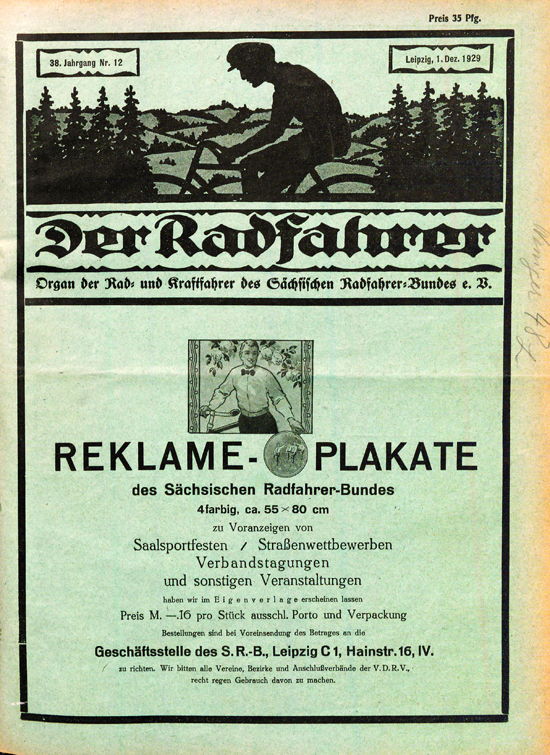 Preis 35 Pfg.
38. Jahrgang Nr. 12
Leipzig, 1. Dez. 1929
Der Radfahrer
Organ der Rad- und Kraftfahrer des Sächsischen Radfahrer-Bundes e. V.
REKLAME-PLAKATE
des Sächsischen Radfahrer-Bundes
4farbig, ca. 55 × 80 cm
zu Voranzeigen von
Saalsportfesten / Straßenwettbewerben
Verbandstagungen
und sonstigen Veranstaltungen
haben wir im Eigenverlage erscheinen lassen
Preis M. —.16 pro Stück ausschl. Porto und Verpackung
Bestellungen sind bei Voreinsendung des Betrages an die
Geschäftsstelle des S. R.-B., Leipzig C 1, Hainstr. 16, IV.
zu richten. Wir bitten alle Vereine, Bezirke und Anschlußverbände der V. D. R. V.,
recht regen Gebrauch davon zu machen.